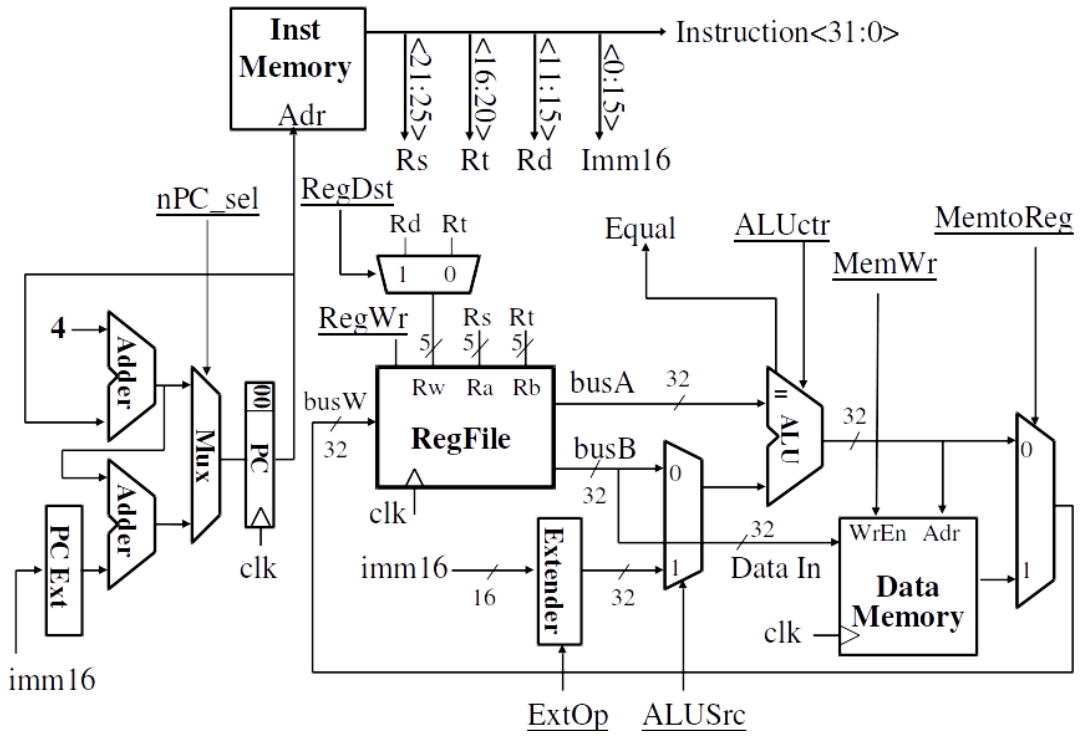 Inst
Memory
Adr
Instruction<31:0>
<21:25>
<16:20>
<11:15>
<0:15>
Rs
Rt
Rd
Imm16
nPC_sel
RegDst
Rd
Rt
1
0
Equal
ALUctr
MemtoReg
MemWr
4
Adder
RegWr
5
Rs
5
Rt
5
Rw
Ra
Rb
busW
32
RegFile
clk
busA
32
busB
32
=
ALU
32
0
1
0
1
Mux
00
PC
clk
Adder
PC Ext
imm16
imm16
16
Extender
32
32
Data In
WrEn
Adr
Data
Memory
clk
ExtOp
ALUSrc